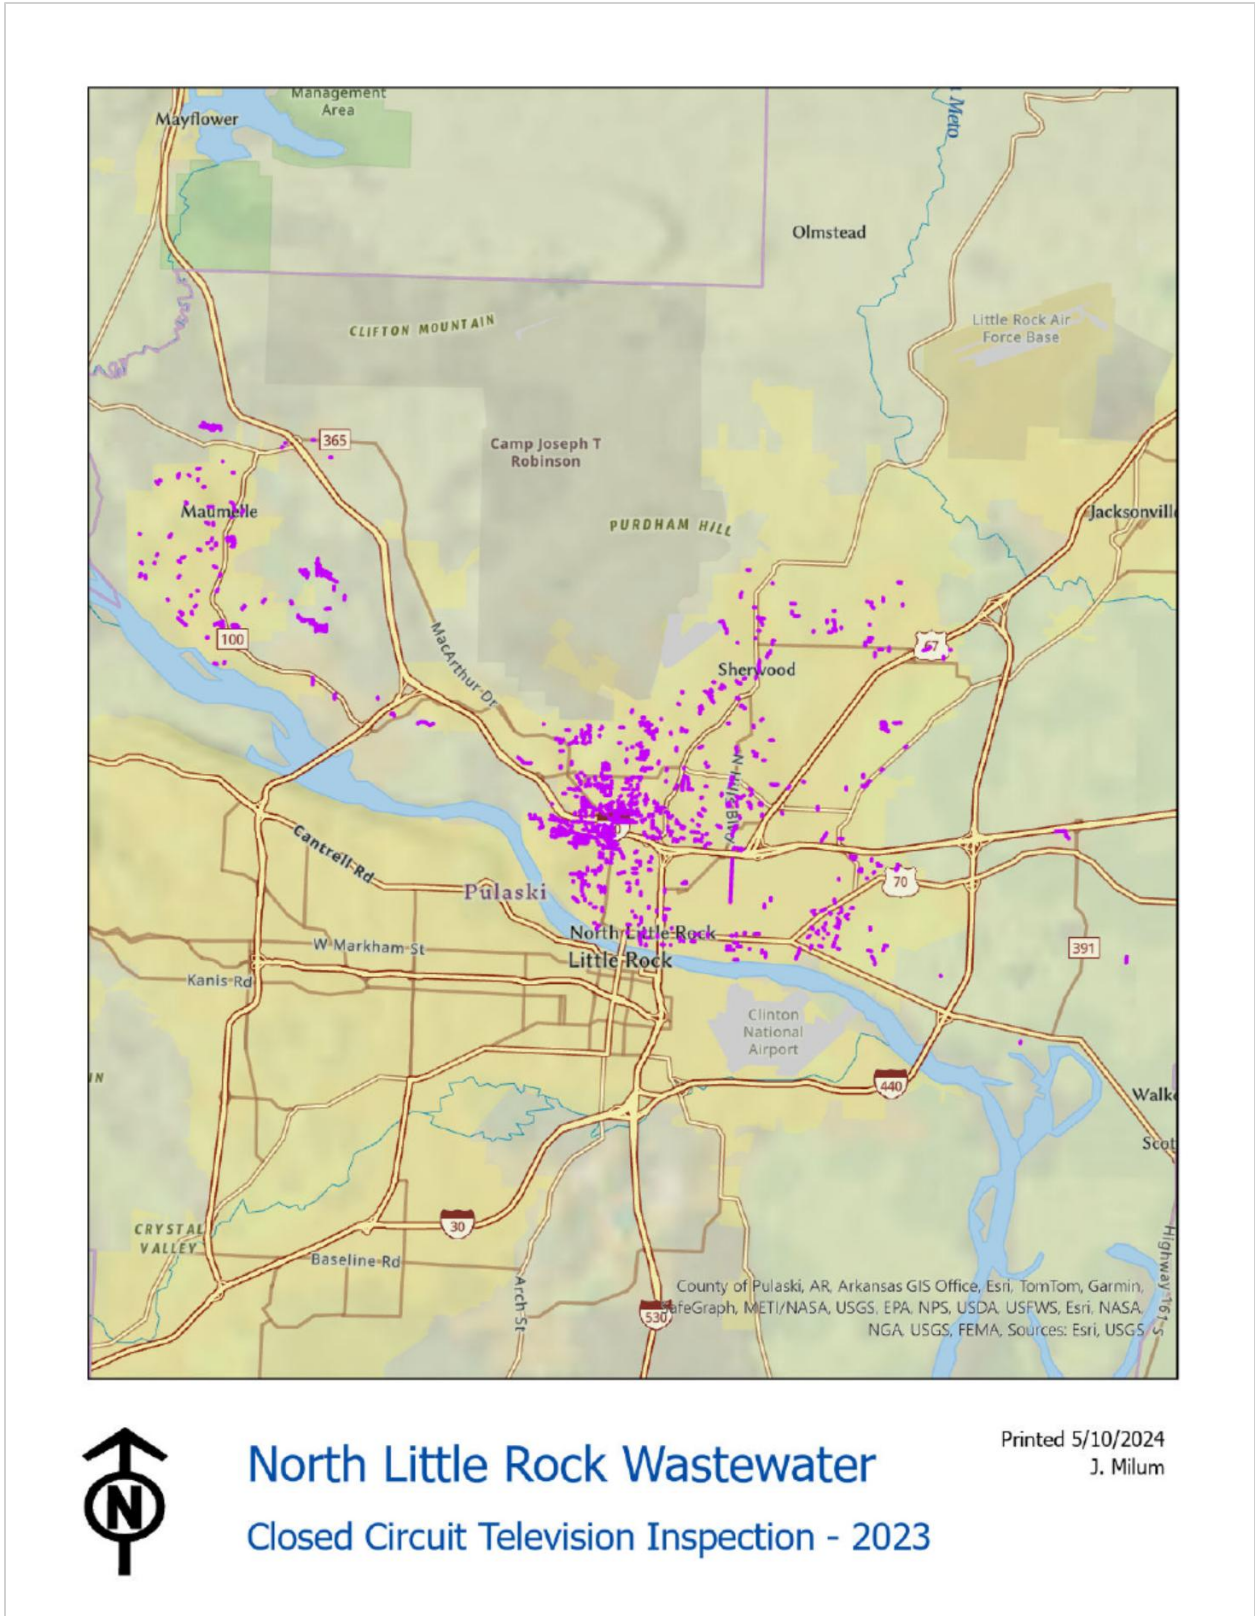 Management
Area
Mayflower
Meto
Olmstead
Little Rock Air
Force Base
CLIFTON MOUNTAIN
365
Camp Joseph T
Robinson
PURDHAM HILL
Maumelle
Jacksonville
100
MacArthur Dr
67
Sherwood
Cantrell Rd
Pulaski
70
North Little Rock
Little Rock
W Markham St
391
Kanis Rd
Clinton
National
Airport
IN
440
Walk
Scot
30
CRYSTAL
VALLEY
Baseline Rd
Arch St
Highway 161 S
530
County of Pulaski, AR, Arkansas GIS Office, Esri, TomTom, Garmin,
SafeGraph, METI/NASA, USGS, EPA, NPS, USDA, USFWS, Esri, NASA,
NGA, USGS, FEMA, Sources: Esri, USGS
N
North Little Rock Wastewater
Closed Circuit Television Inspection - 2023
Printed 5/10/2024
J. Milum